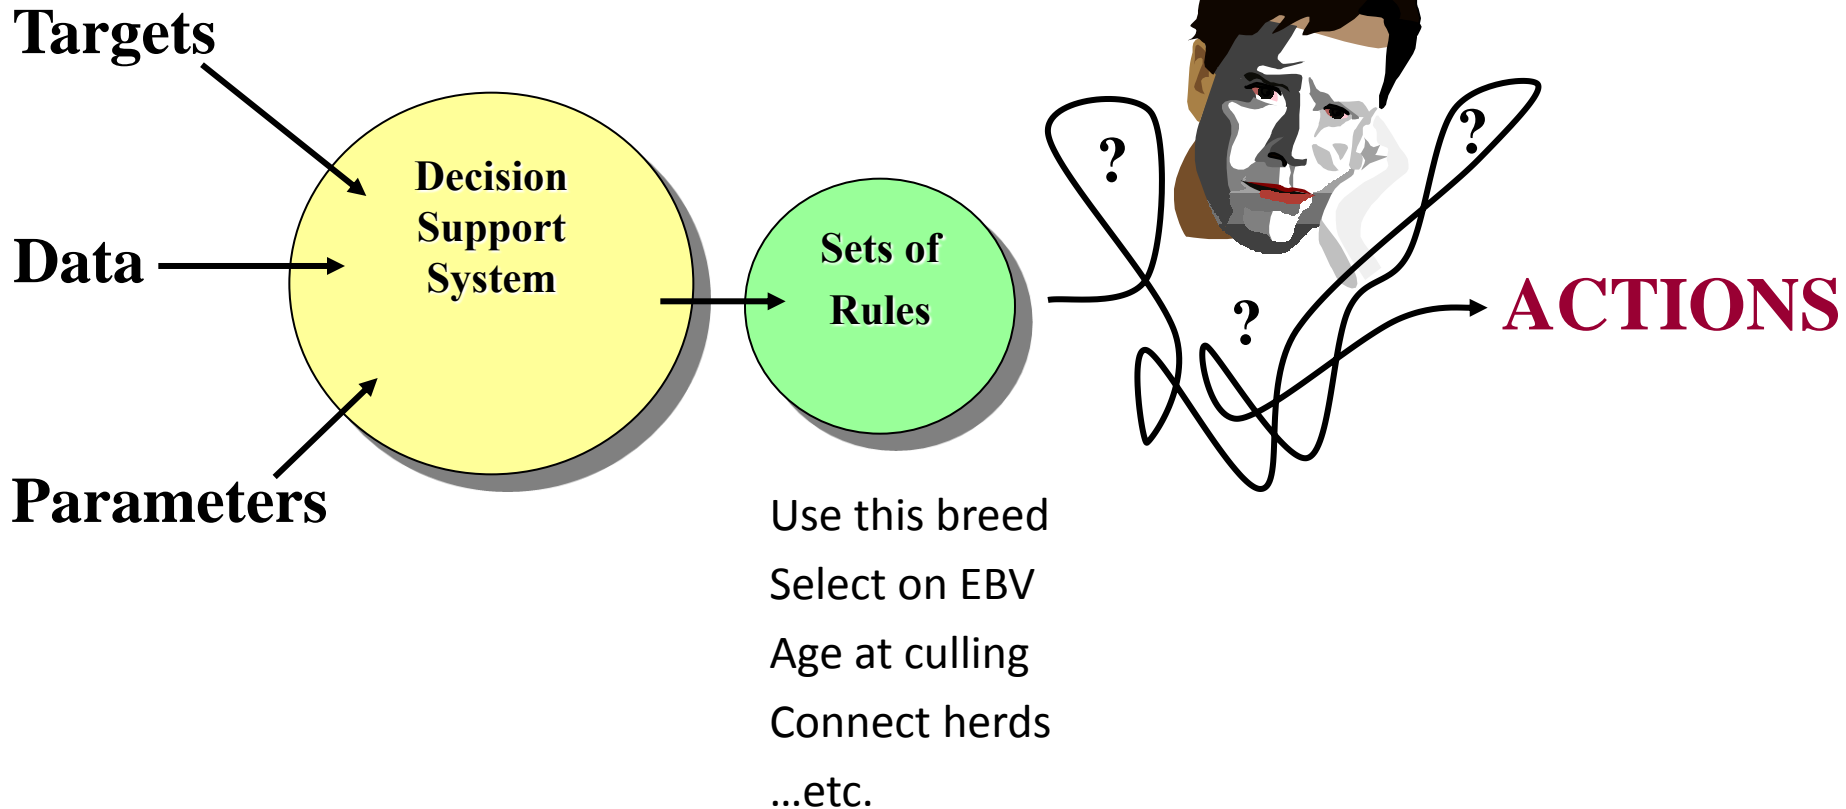 Targets
Data
Parameters
Decision
Support
System
Sets of
Rules
?
?
?
ACTIONS
Use this breed
Select on EBV
Age at culling
Connect herds
...etc.